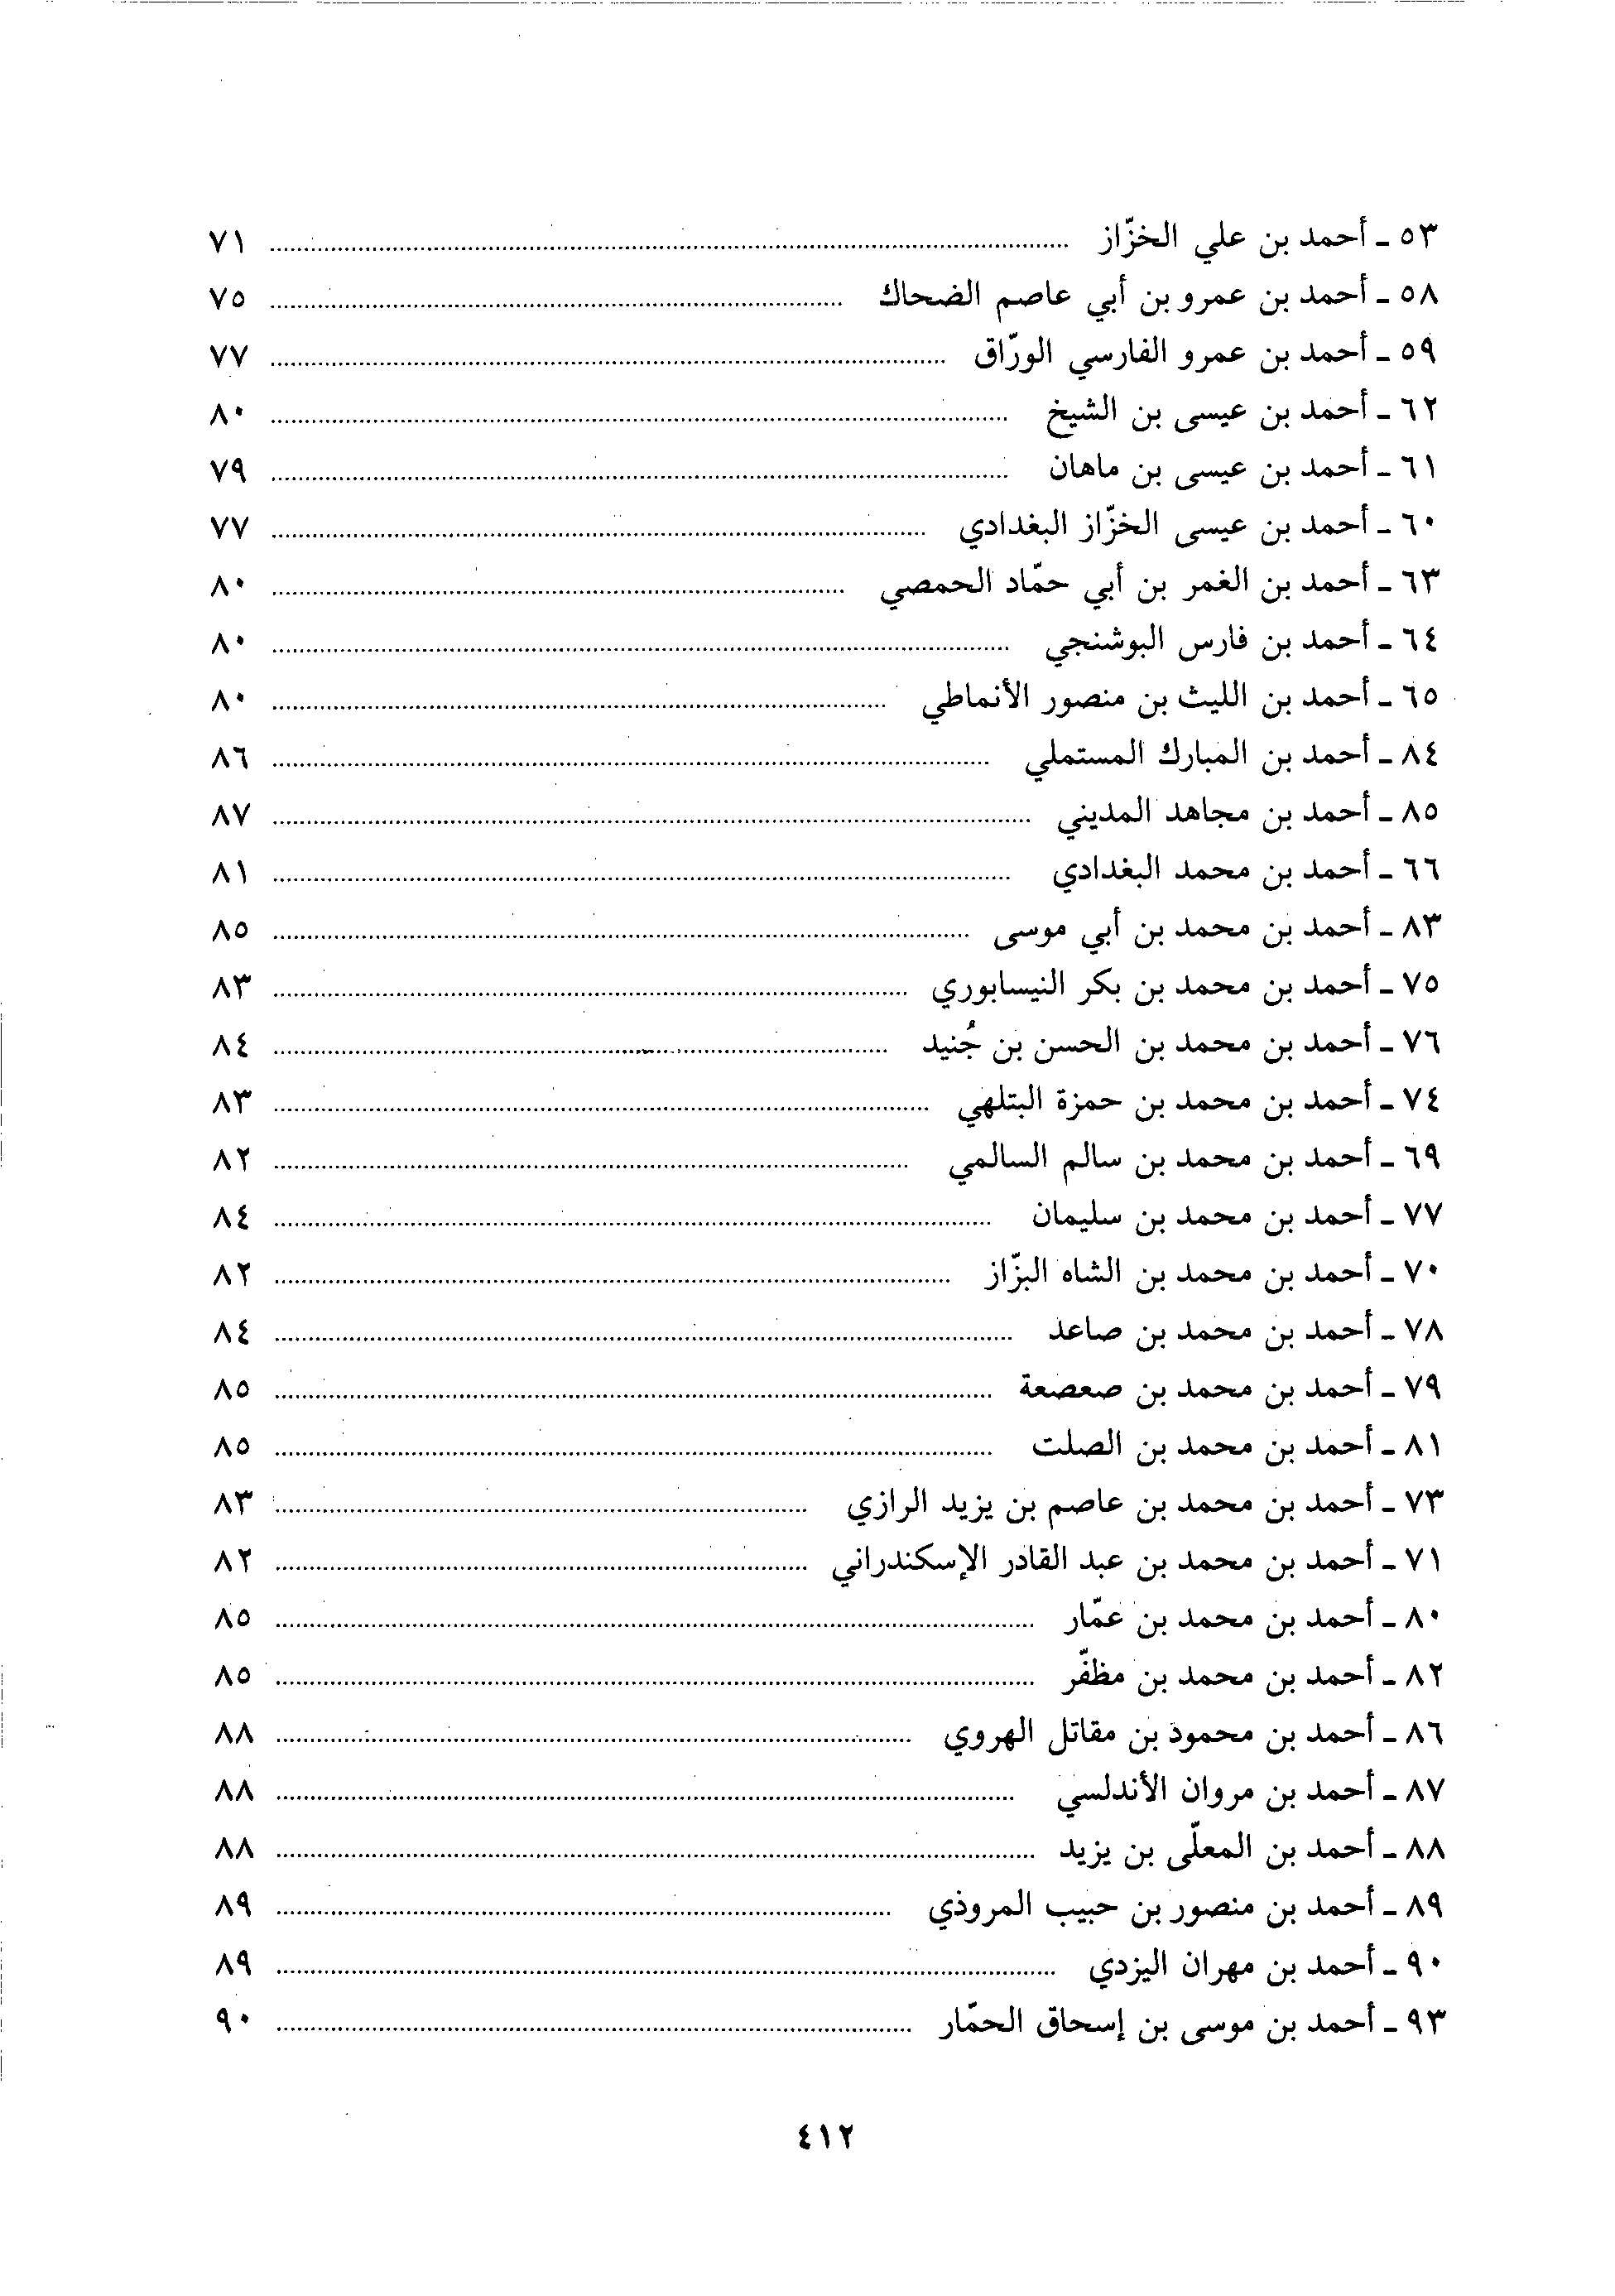 ٥٣ ـ أحمد بن علي الخزّاز ........ ٧١
٥٨ ـ أحمد بن عمرو بن أبي عاصم الضحاك ........ ٧٥
٥٩ ـ أحمد بن عمرو الفارسي الورّاق ........ ٧٧
٦٢ ـ أحمد بن عيسى بن الشيخ ........ ٨٠
٦١ ـ أحمد بن عيسى بن ماهان ........ ٧٩
٦٠ ـ أحمد بن عيسى الخزّاز البغدادي ........ ٧٧
٦٣ ـ أحمد بن الغمر بن أبي حمّاد الحمصي ........ ٨٠
٦٤ ـ أحمد بن فارس البوشنجي ........ ٨٠
٦٥ ـ أحمد بن الليث بن منصور الأنماطي ........ ٨٠
٨٤ ـ أحمد بن المبارك المستملي ........ ٨٦
٨٥ ـ أحمد بن مجاهد المديني ........ ٨٧
٦٦ ـ أحمد بن محمد البغدادي ........ ٨١
٨٣ ـ أحمد بن محمد بن أبي موسى ........ ٨٥
٧٥ ـ أحمد بن محمد بن بكر النيسابوري ........ ٨٣
٧٦ ـ أحمد بن محمد بن الحسن بن جُنيد ........ ٨٤
٧٤ ـ أحمد بن محمد بن حمزة البتلهي ........ ٨٣
٦٩ ـ أحمد بن محمد بن سالم السالمي ........ ٨٢
٧٧ ـ أحمد بن محمد بن سليمان ........ ٨٤
٧٠ ـ أحمد بن محمد بن الشاه البزّاز ........ ٨٢
٧٨ ـ أحمد بن محمد بن صاعد ........ ٨٤
٧٩ ـ أحمد بن محمد بن صعصعة ........ ٨٥
٨١ ـ أحمد بن محمد بن الصلت ........ ٨٥
٧٣ ـ أحمد بن محمد بن عاصم بن يزيد الرازي ........ ٨٣
٧١ ـ أحمد بن محمد بن عبد القادر الإسكندراني ........ ٨٢
٨٠ ـ أحمد بن محمد بن عمّار ........ ٨٥
٨٢ ـ أحمد بن محمد بن مظفّر ........ ٨٥
٨٦ ـ أحمد بن محمود بن مقاتل الهروي ........ ٨٨
٨٧ ـ أحمد بن مروان الأندلسي ........ ٨٨
٨٨ ـ أحمد بن المعلّى بن يزيد ........ ٨٨
٨٩ ـ أحمد بن منصور بن حبيب المروذي ........ ٨٩
٩٠ ـ أحمد بن مهران اليزدي ........ ٨٩
٩٣ ـ أحمد بن موسى بن إسحاق الحمّار ........ ٩٠
٤١٢